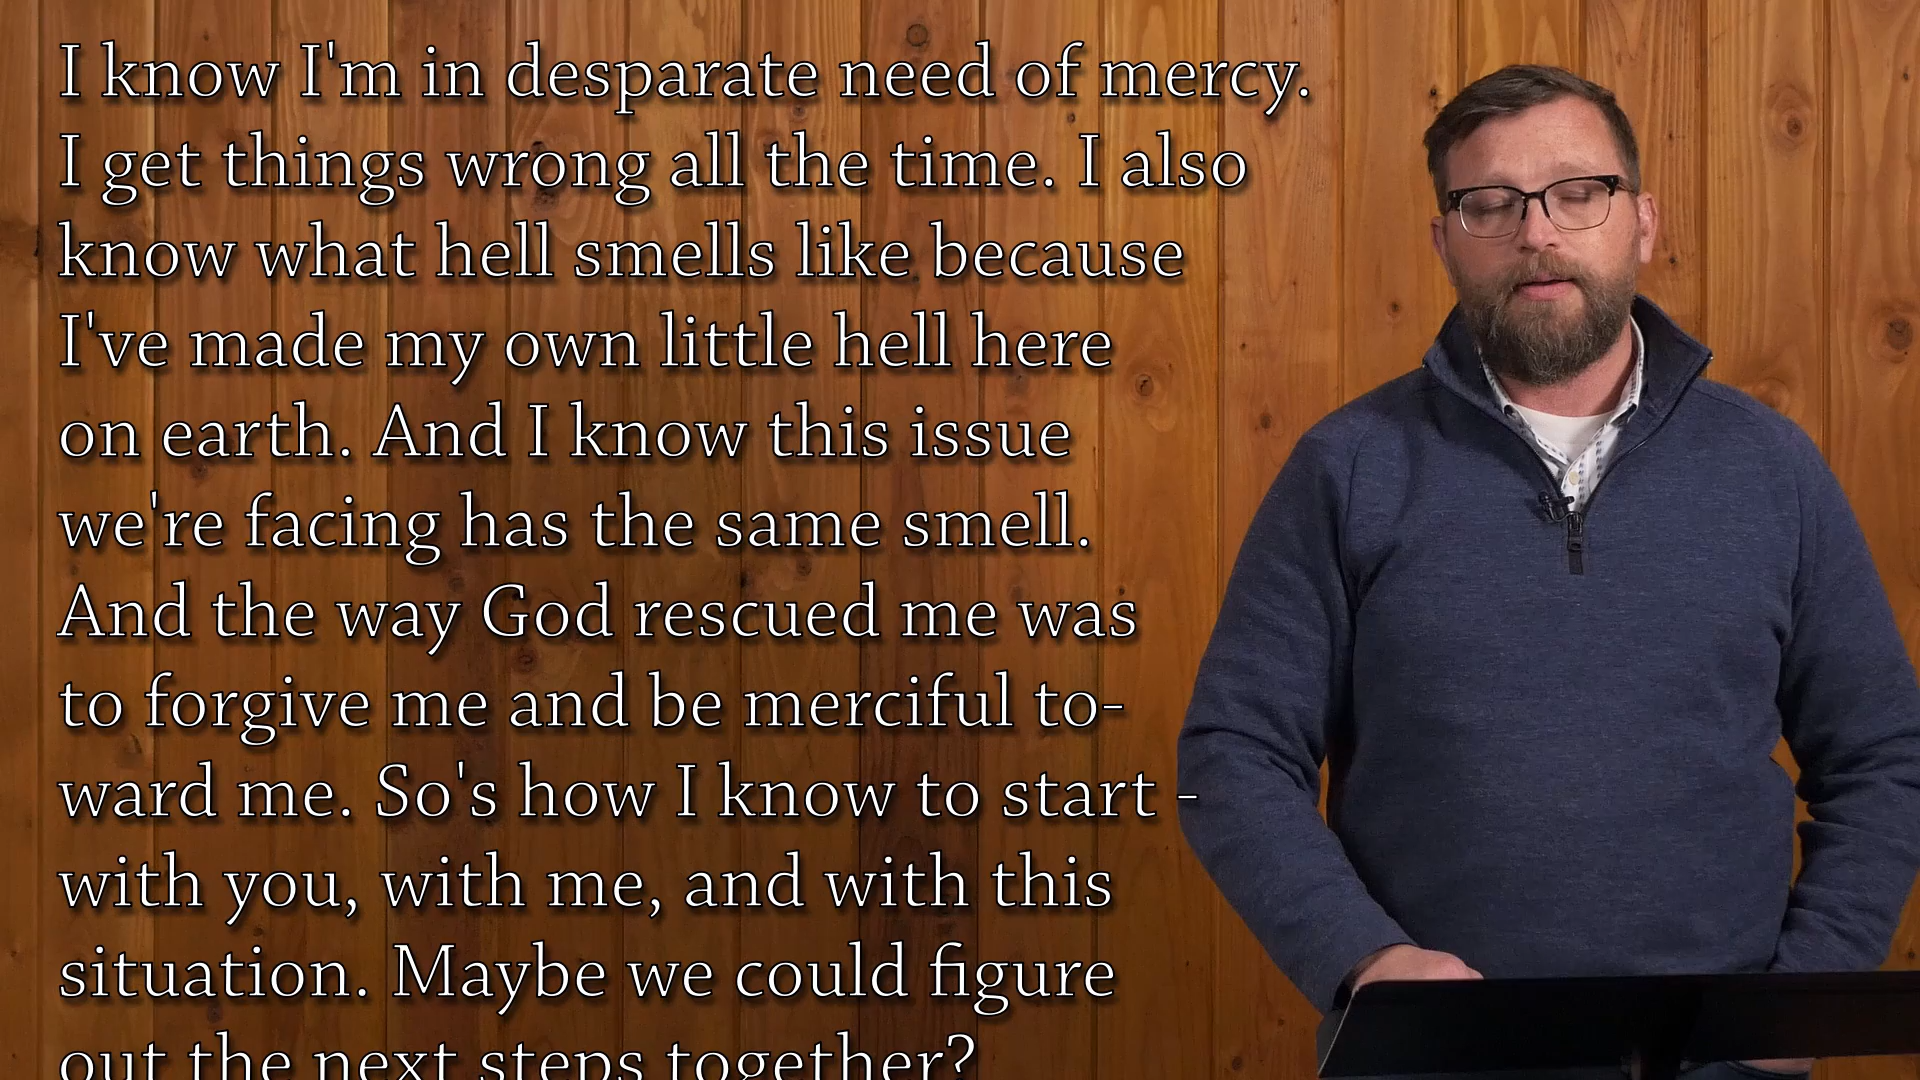 I know I'm in desparate need of mercy.
I get things wrong all the time. I also
know what hell smells like because
I've made my own little hell here
on earth. And I know this issue
we're facing has the same smell.
And the way God rescued me was
to forgive me and be merciful to-
ward me. So's how I know to start -
with you, with me, and with this
situation. Maybe we could figure
out the next steps together?